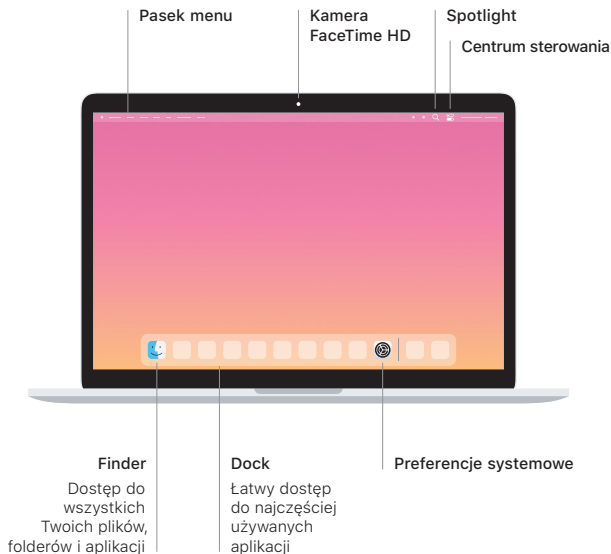 Pasek menu
Kamera
FaceTime HD
Spotlight
Centrum sterowania
Finder
Dostęp do
wszystkich
Twoich plików,
folderów i aplikacji
Dock
Łatwy dostęp
do najczęściej
używanych
aplikacji
Preferencje systemowe